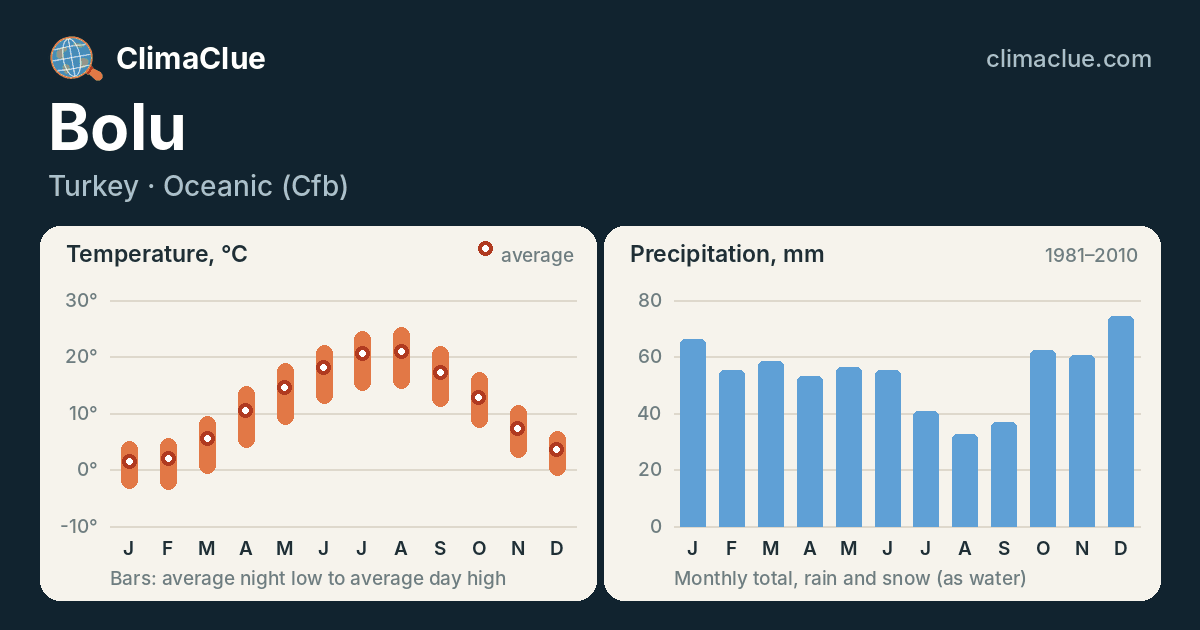 ClimaClue
climaclue.com
Bolu
Turkey · Oceanic (Cfb)
Temperature, °C
average
30°
20°
10°
0°
-10°
J F M A M J J A S O N D
Bars: average night low to average day high
Precipitation, mm
1981–2010
80
60
40
20
0
J F M A M J J A S O N D
Monthly total, rain and snow (as water)